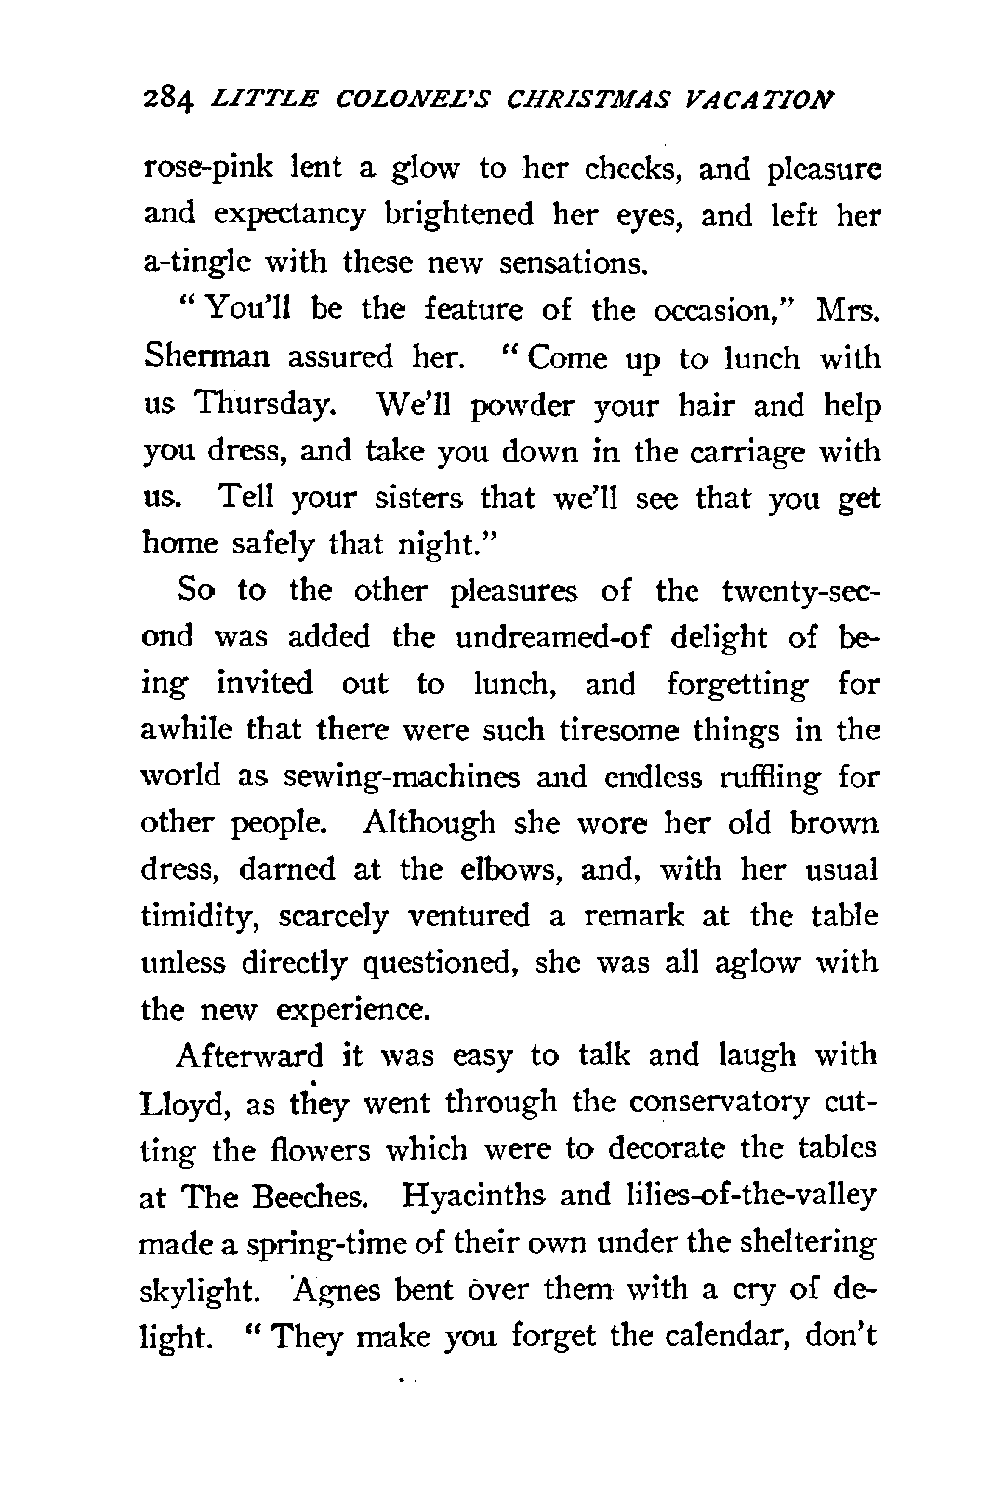 284 LITTLE COLONEL'S CHRISTMAS VACATION
rose-pink lent a glow to her cheeks, and pleasure
and expectancy brightened her eyes, and left her
a-tingle with these new sensations.
" You'll be the feature of the occasion," Mrs.
Sherman assured her. " Come up to lunch with
us Thursday. We'll powder your hair and help
you dress, and take you down in the carriage with
us. Tell your sisters that we'll see that you get
home safely that night."
So to the other pleasures of the twenty-sec-
ond was added the undreamed-of delight of be-
ing invited out to lunch, and forgetting for
awhile that there were such tiresome things in the
world as sewing-machines and endless ruffling for
other people. Although she wore her old brown
dress, darned at the elbows, and, with her usual
timidity, scarcely ventured a remark at the table
unless directly questioned, she was all aglow with
the new experience.
Afterward it was easy to talk and laugh with
Lloyd, as they went through the conservatory cut-
ting the flowers which were to decorate the tables
at The Beeches. Hyacinths and lilies-of-the-valley
made a spring-time of their own under the sheltering
skylight. Agnes bent over them with a cry of de-
light. " They make you forget the calendar, don't